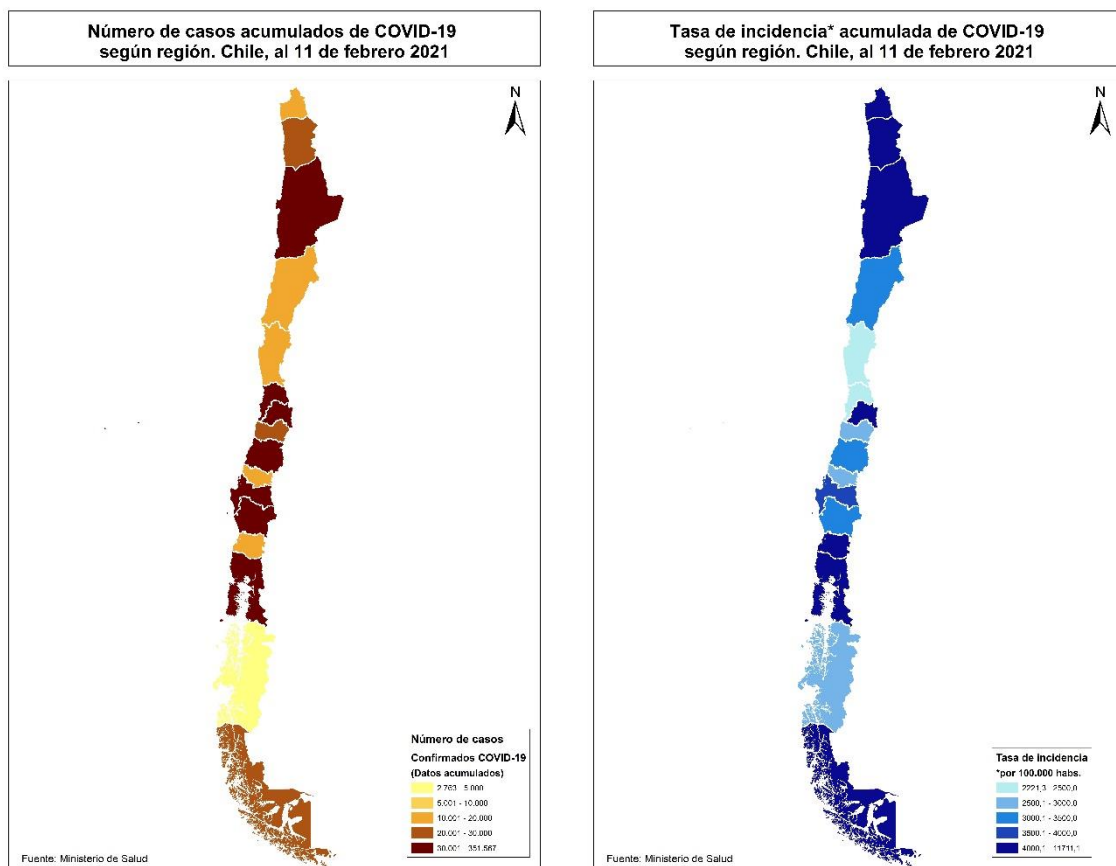 Número de casos acumulados de COVID-19
según región. Chile, al 11 de febrero 2021
N
Número de casos
Confirmados COVID-19
(Datos acumulados)
2.763 - 5.000
5.001 - 10.000
10.001 - 20.000
20.001 - 30.000
30.001 - 351.567
Fuente: Ministerio de Salud
Tasa de incidencia* acumulada de COVID-19
según región. Chile, al 11 de febrero 2021
N
Tasa de incidencia
*por 100.000 habs.
2221,3 - 2500,0
2500,1 - 3000,0
3000,1 - 3500,0
3500,1 - 4000,0
4000,1 - 11711,1
Fuente: Ministerio de Salud